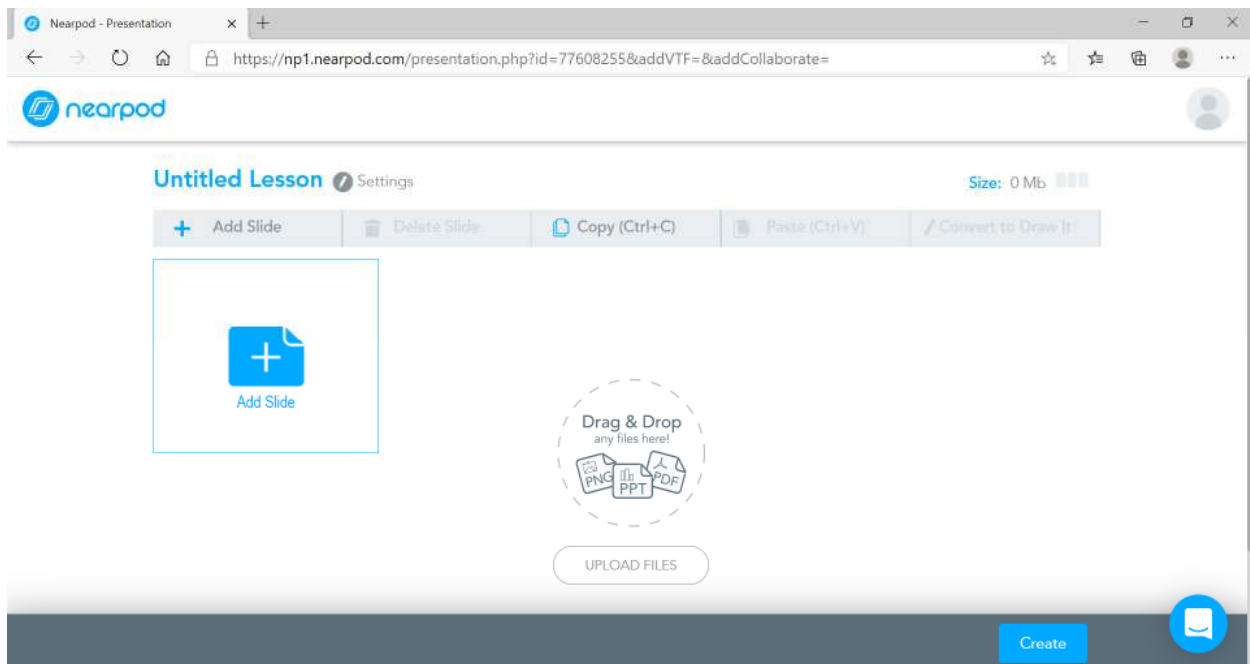 Nearpod - Presentation
https://np1.nearpod.com/presentation.php?id=77608255&addVTF=&addCollaborate=
nearpod
Untitled Lesson Settings
Size: 0 Mb
Add Slide Delete Slide Copy (Ctrl+C) Paste (Ctrl+V) Convert to Draw It
Add Slide
Drag & Drop
any files here!
PNG PPT PDF
UPLOAD FILES
Create